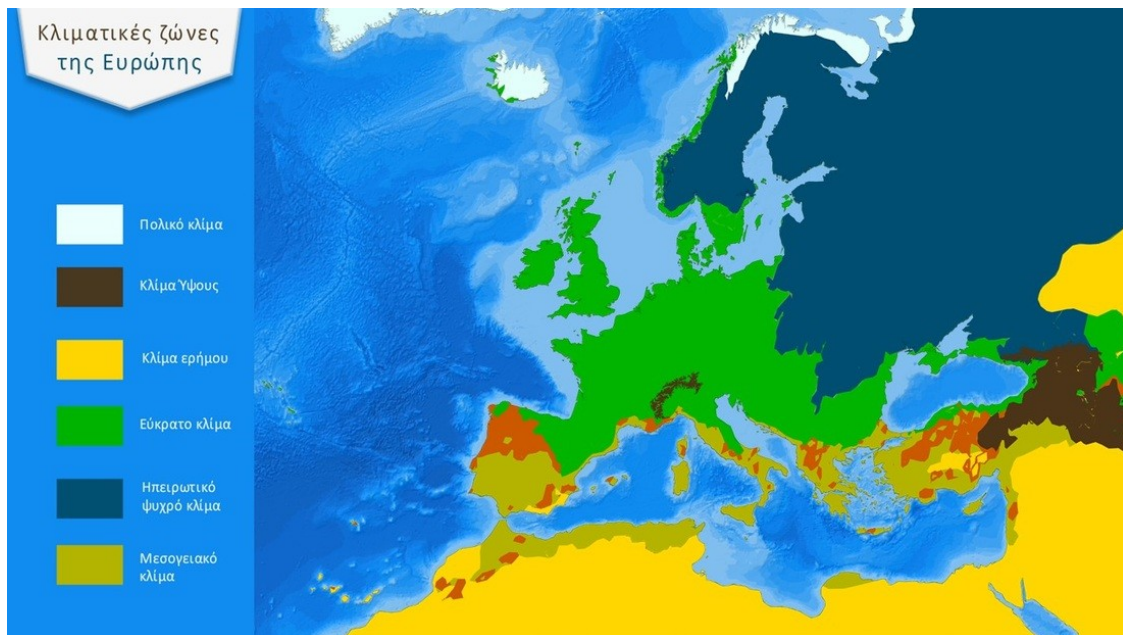 Κλιματικές ζώνες
της Ευρώπης
Πολικό κλίμα
Κλίμα Ύψους
Κλίμα ερήμου
Εύκρατο κλίμα
Ηπειρωτικό
ψυχρό κλίμα
Μεσογειακό
κλίμα